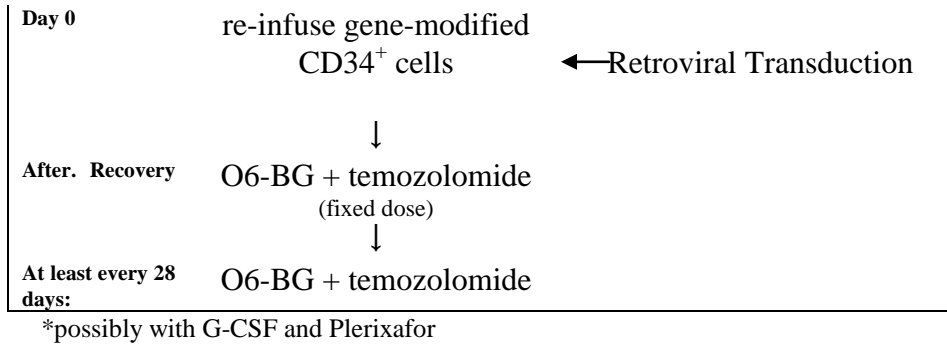 Day 0 re-infuse gene-modified
CD34+ cells ←Retroviral Transduction
↓
After. Recovery O6-BG + temozolomide
(fixed dose)
↓
At least every 28 O6-BG + temozolomide
days:
*possibly with G-CSF and Plerixafor